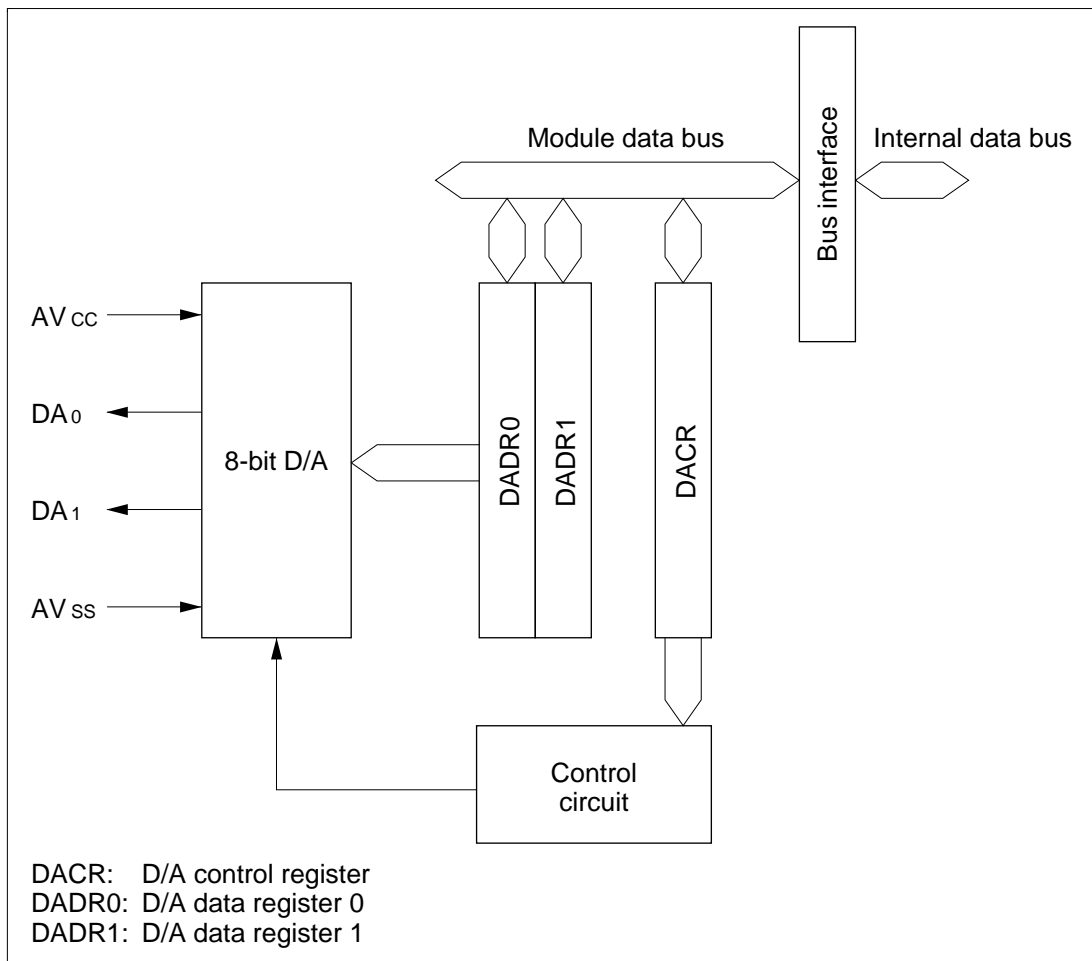 Module data bus
Internal data bus
Bus interface
AVCC
DA0
DA1
AVSS
8-bit D/A
DADR0
DADR1
DACR
Control
circuit
DACR: D/A control register
DADR0: D/A data register 0
DADR1: D/A data register 1